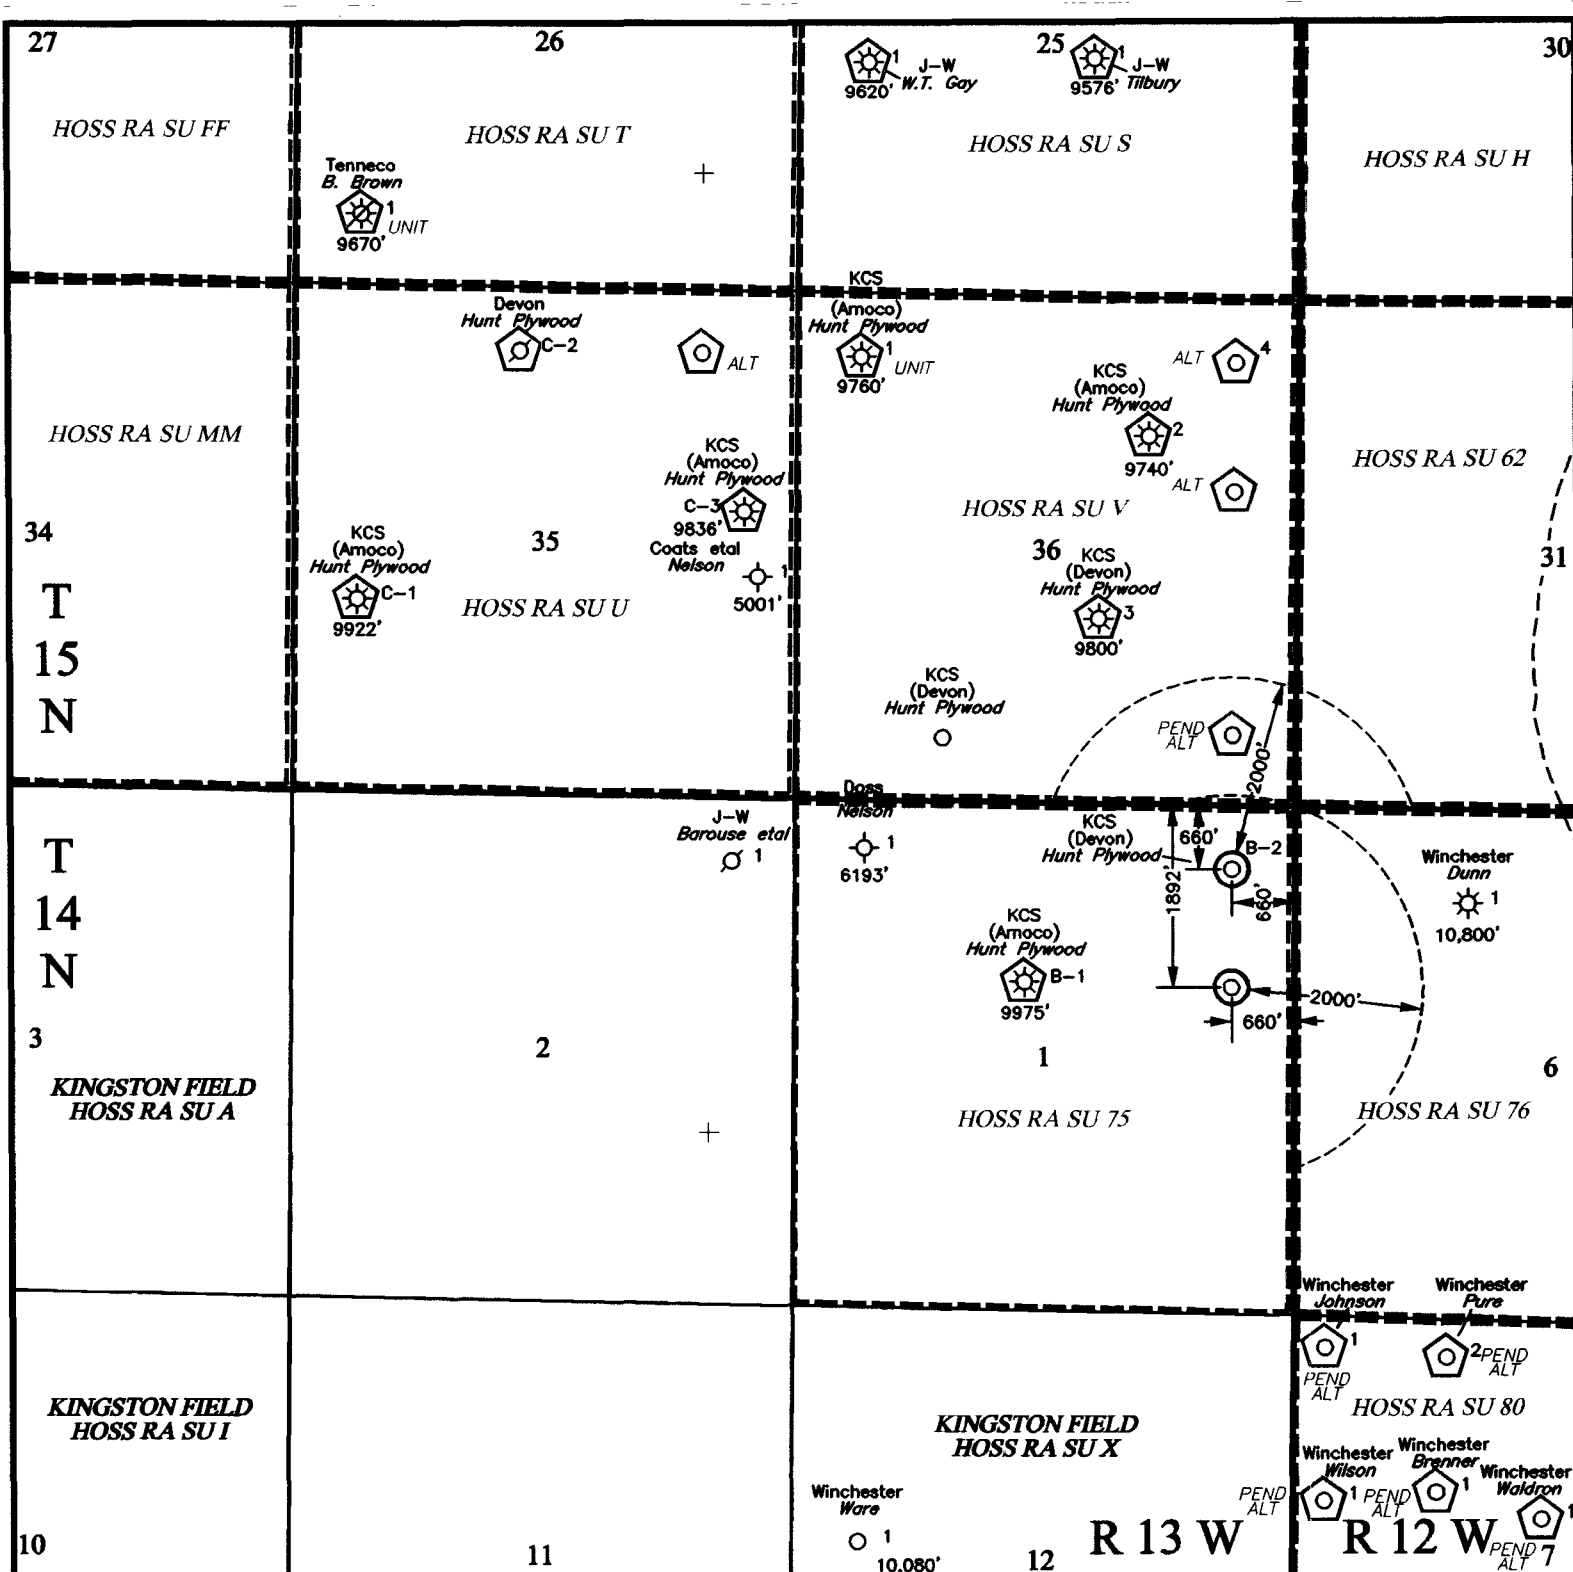 27
26
25
30
1
J-W
W.T. Gay
9620'
1
J-W
Tilbury
9576'
HOSS RA SU FF
HOSS RA SU T
HOSS RA SU S
HOSS RA SU H
Tenneco
B. Brown
1
UNIT
9670'
Devon
Hunt Plywood
C-2
ALT
KCS
(Amoco)
Hunt Plywood
1
UNIT
9760'
ALT
4
KCS
(Amoco)
Hunt Plywood
2
9740'
ALT
HOSS RA SU MM
HOSS RA SU 62
KCS
(Amoco)
Hunt Plywood
C-3
9836'
HOSS RA SU V
34
35
36
31
Coats etal
Nelson
1
5001'
KCS
(Amoco)
Hunt Plywood
C-1
9922'
HOSS RA SU U
KCS
(Devon)
Hunt Plywood
3
9800'
T
15
N
KCS
(Devon)
Hunt Plywood
PEND
ALT
2000'
Doss
Nelson
1
6193'
J-W
Barouse etal
1
KCS
(Devon)
Hunt Plywood
660'
B-2
1892'
660'
Winchester
Dunn
1
10,800'
T
14
N
KCS
(Amoco)
Hunt Plywood
B-1
9975'
2000'
660'
3
2
1
6
KINGSTON FIELD
HOSS RA SU A
HOSS RA SU 75
HOSS RA SU 76
Winchester
Johnson
1
PEND
ALT
Winchester
Pure
2
PEND
ALT
KINGSTON FIELD
HOSS RA SU I
KINGSTON FIELD
HOSS RA SU X
HOSS RA SU 80
Winchester
Wilson
1
PEND
ALT
Winchester
Brenner
1
PEND
ALT
Winchester
Waldron
1
PEND
ALT
Winchester
Ware
1
10,080'
R 13 W
R 12 W
10
11
12
7